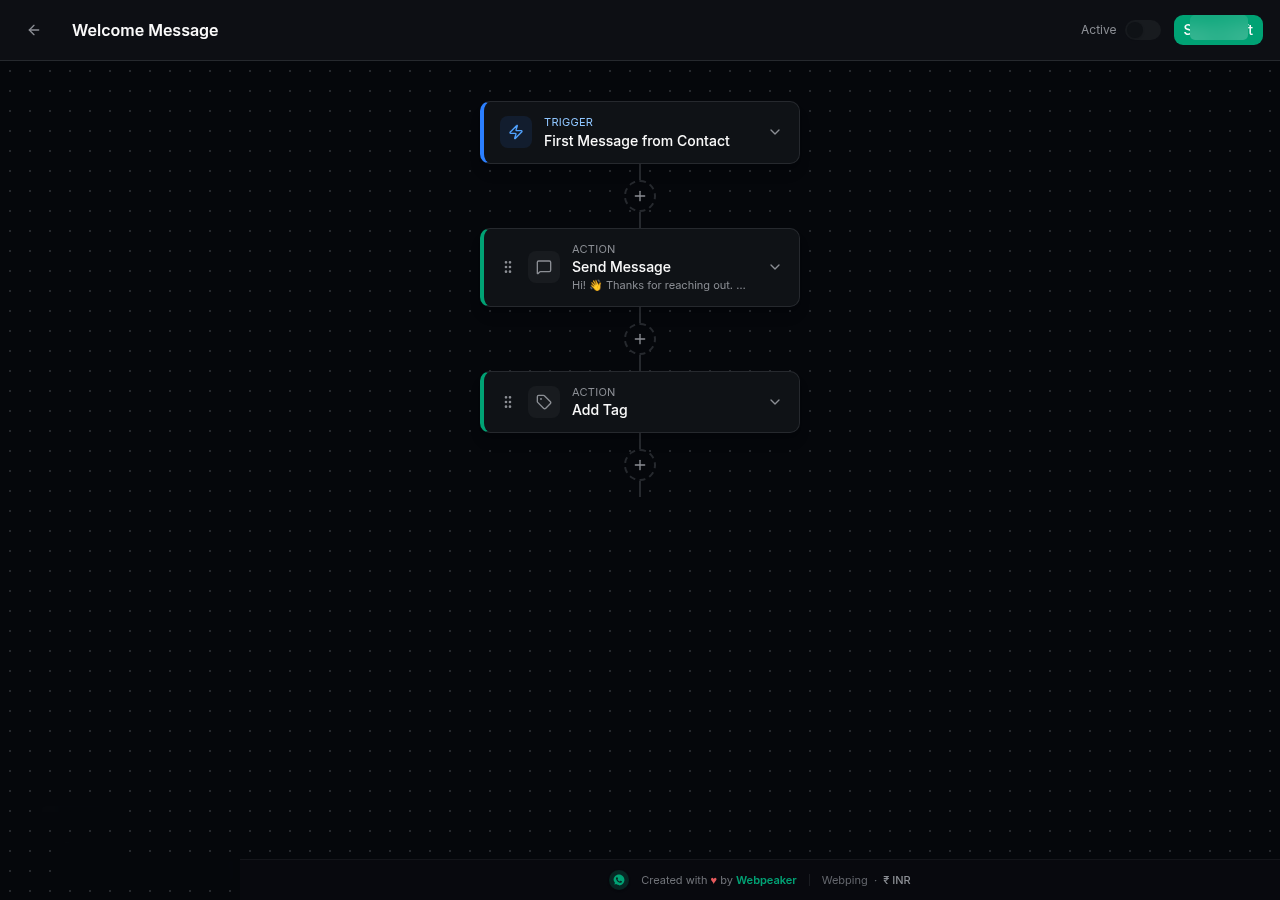 Welcome Message
Active
TRIGGER
First Message from Contact
ACTION
Send Message
Hi! 👋 Thanks for reaching out. ...
ACTION
Add Tag
Created with ♥ by Webpeaker
Webping · ₹ INR